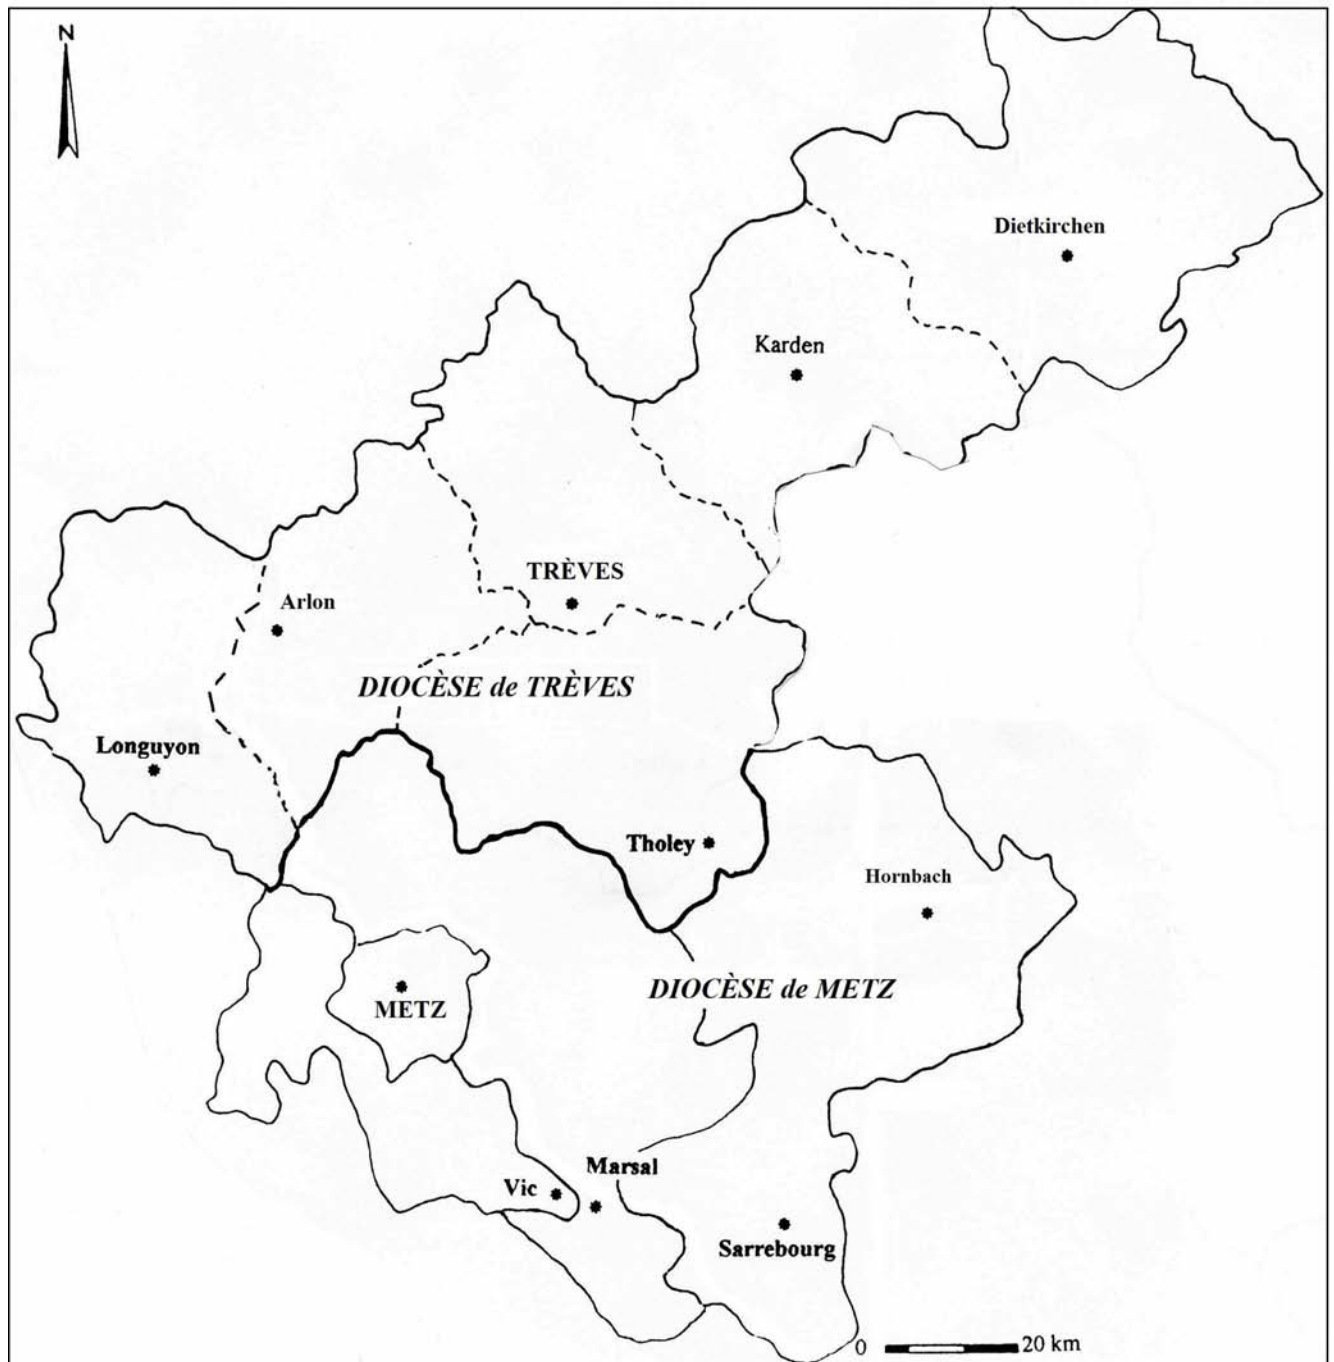 N
Dietkirchen
Karden
TRÈVES
Arlon
DIOCÈSE de TRÈVES
Longuyon
Tholey
Hornbach
DIOCÈSE de METZ
METZ
Marsal
Vic
Sarrebourg
0 20 km